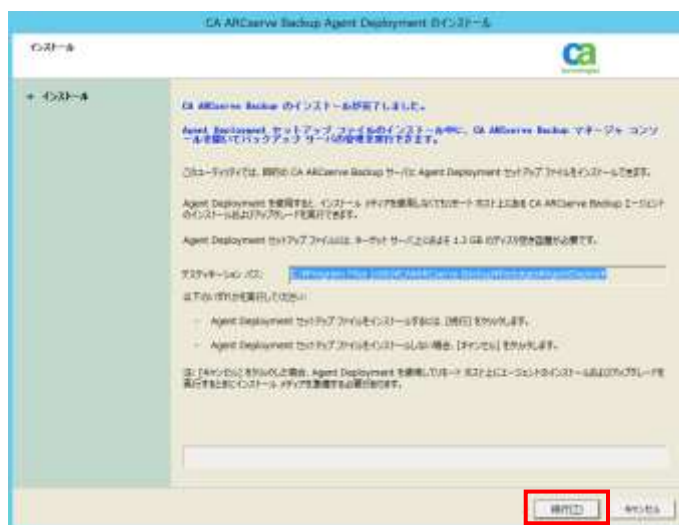 CA ARCserve Backup Agent Deployment のインストール
インストール
ca
technologies
インストール
CA ARCserve Backup のインストールが完了しました。
Agent Deployment セットアップ ファイルのインストール中に、CA ARCserve Backup マネージャ コンソ
ールを開いてバックアップ サーバの管理を実行できます。
このユーティリティでは、目的の CA ARCserve Backup サーバに Agent Deployment セットアップ ファイルをインストールできます。
Agent Deployment を使用すると、インストール メディアを使用しなくてもリモート ホスト上にある CA ARCserve Backup エージェント
のインストールおよびアップグレードを実行できます。
Agent Deployment セットアップ ファイルには、ターゲット サーバ上におよそ 1.3 GB のディスク空き容量が必要です。
デスティネーション パス:
C:\Program Files (x86)\CA\ARCserve Backup\Packages\AgentDeploy\
以下のいずれかを実行してください:
- Agent Deployment セットアップ ファイルをインストールするには、[続行] をクリックします。
- Agent Deployment セットアップ ファイルをインストールしない場合、[キャンセル] をクリックします。
注: [キャンセル] をクリックした場合、Agent Deployment を使用してリモート ホスト上にエージェントのインストールおよびアップグレードを
実行するときにインストール メディアを準備する必要があります。
続行(I)
キャンセル